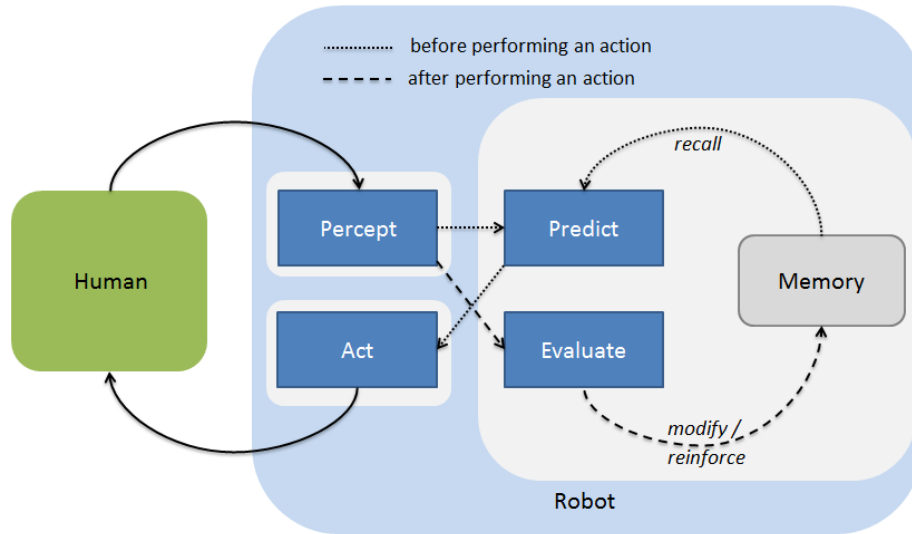 before performing an action
after performing an action
recall
Percept
Predict
Human
Memory
Act
Evaluate
modify /
reinforce
Robot